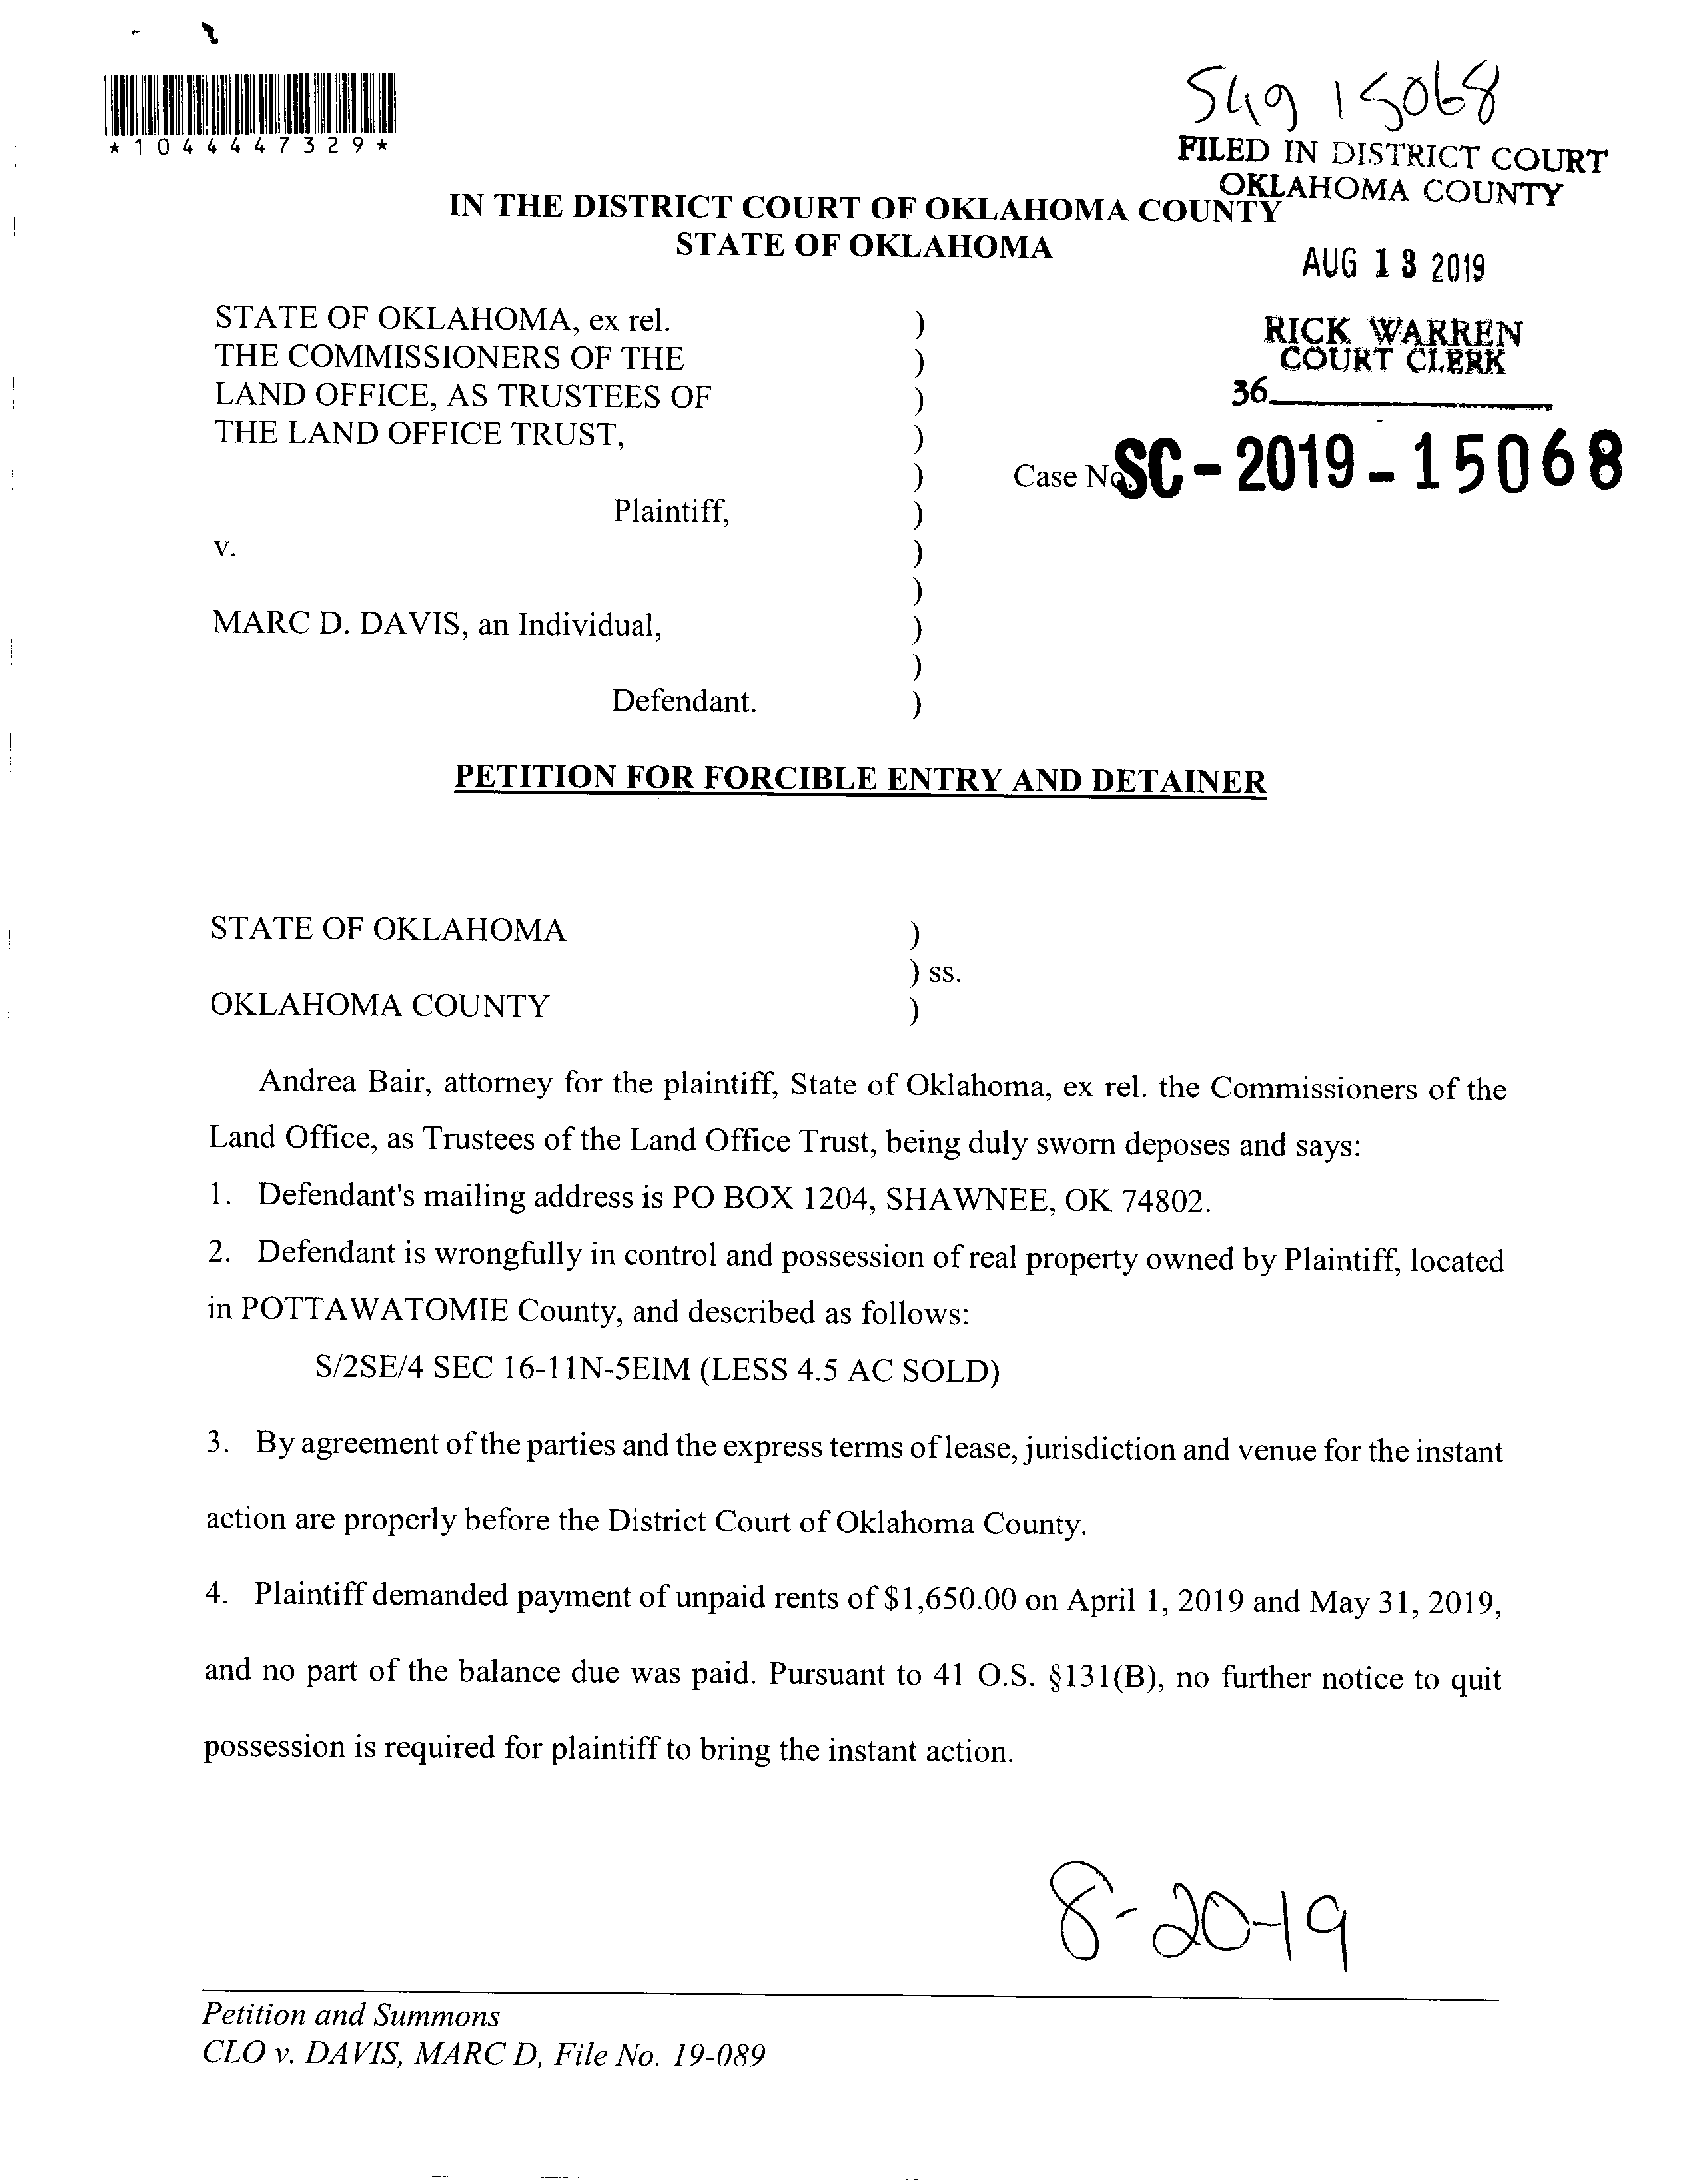 S49 15068
*1044447329*
FILED IN DISTRICT COURT
OKLAHOMA COUNTY
IN THE DISTRICT COURT OF OKLAHOMA COUNTY
STATE OF OKLAHOMA
AUG 13 2019
STATE OF OKLAHOMA, ex rel. )
THE COMMISSIONERS OF THE )
LAND OFFICE, AS TRUSTEES OF )
THE LAND OFFICE TRUST, )
)
Plaintiff, )
v. )
)
MARC D. DAVIS, an Individual, )
)
Defendant. )
RICK WARREN
COURT CLERK
36
Case No. SC-2019-15068
PETITION FOR FORCIBLE ENTRY AND DETAINER
STATE OF OKLAHOMA )
) ss.
OKLAHOMA COUNTY )
Andrea Bair, attorney for the plaintiff, State of Oklahoma, ex rel. the Commissioners of the
Land Office, as Trustees of the Land Office Trust, being duly sworn deposes and says:
1. Defendant's mailing address is PO BOX 1204, SHAWNEE, OK 74802.
2. Defendant is wrongfully in control and possession of real property owned by Plaintiff, located
in POTTAWATOMIE County, and described as follows:
S/2SE/4 SEC 16-11N-5EIM (LESS 4.5 AC SOLD)
3. By agreement of the parties and the express terms of lease, jurisdiction and venue for the instant
action are properly before the District Court of Oklahoma County.
4. Plaintiff demanded payment of unpaid rents of $1,650.00 on April 1, 2019 and May 31, 2019,
and no part of the balance due was paid. Pursuant to 41 O.S. §131(B), no further notice to quit
possession is required for plaintiff to bring the instant action.
8-20-19
Petition and Summons
CLO v. DAVIS, MARC D, File No. 19-089